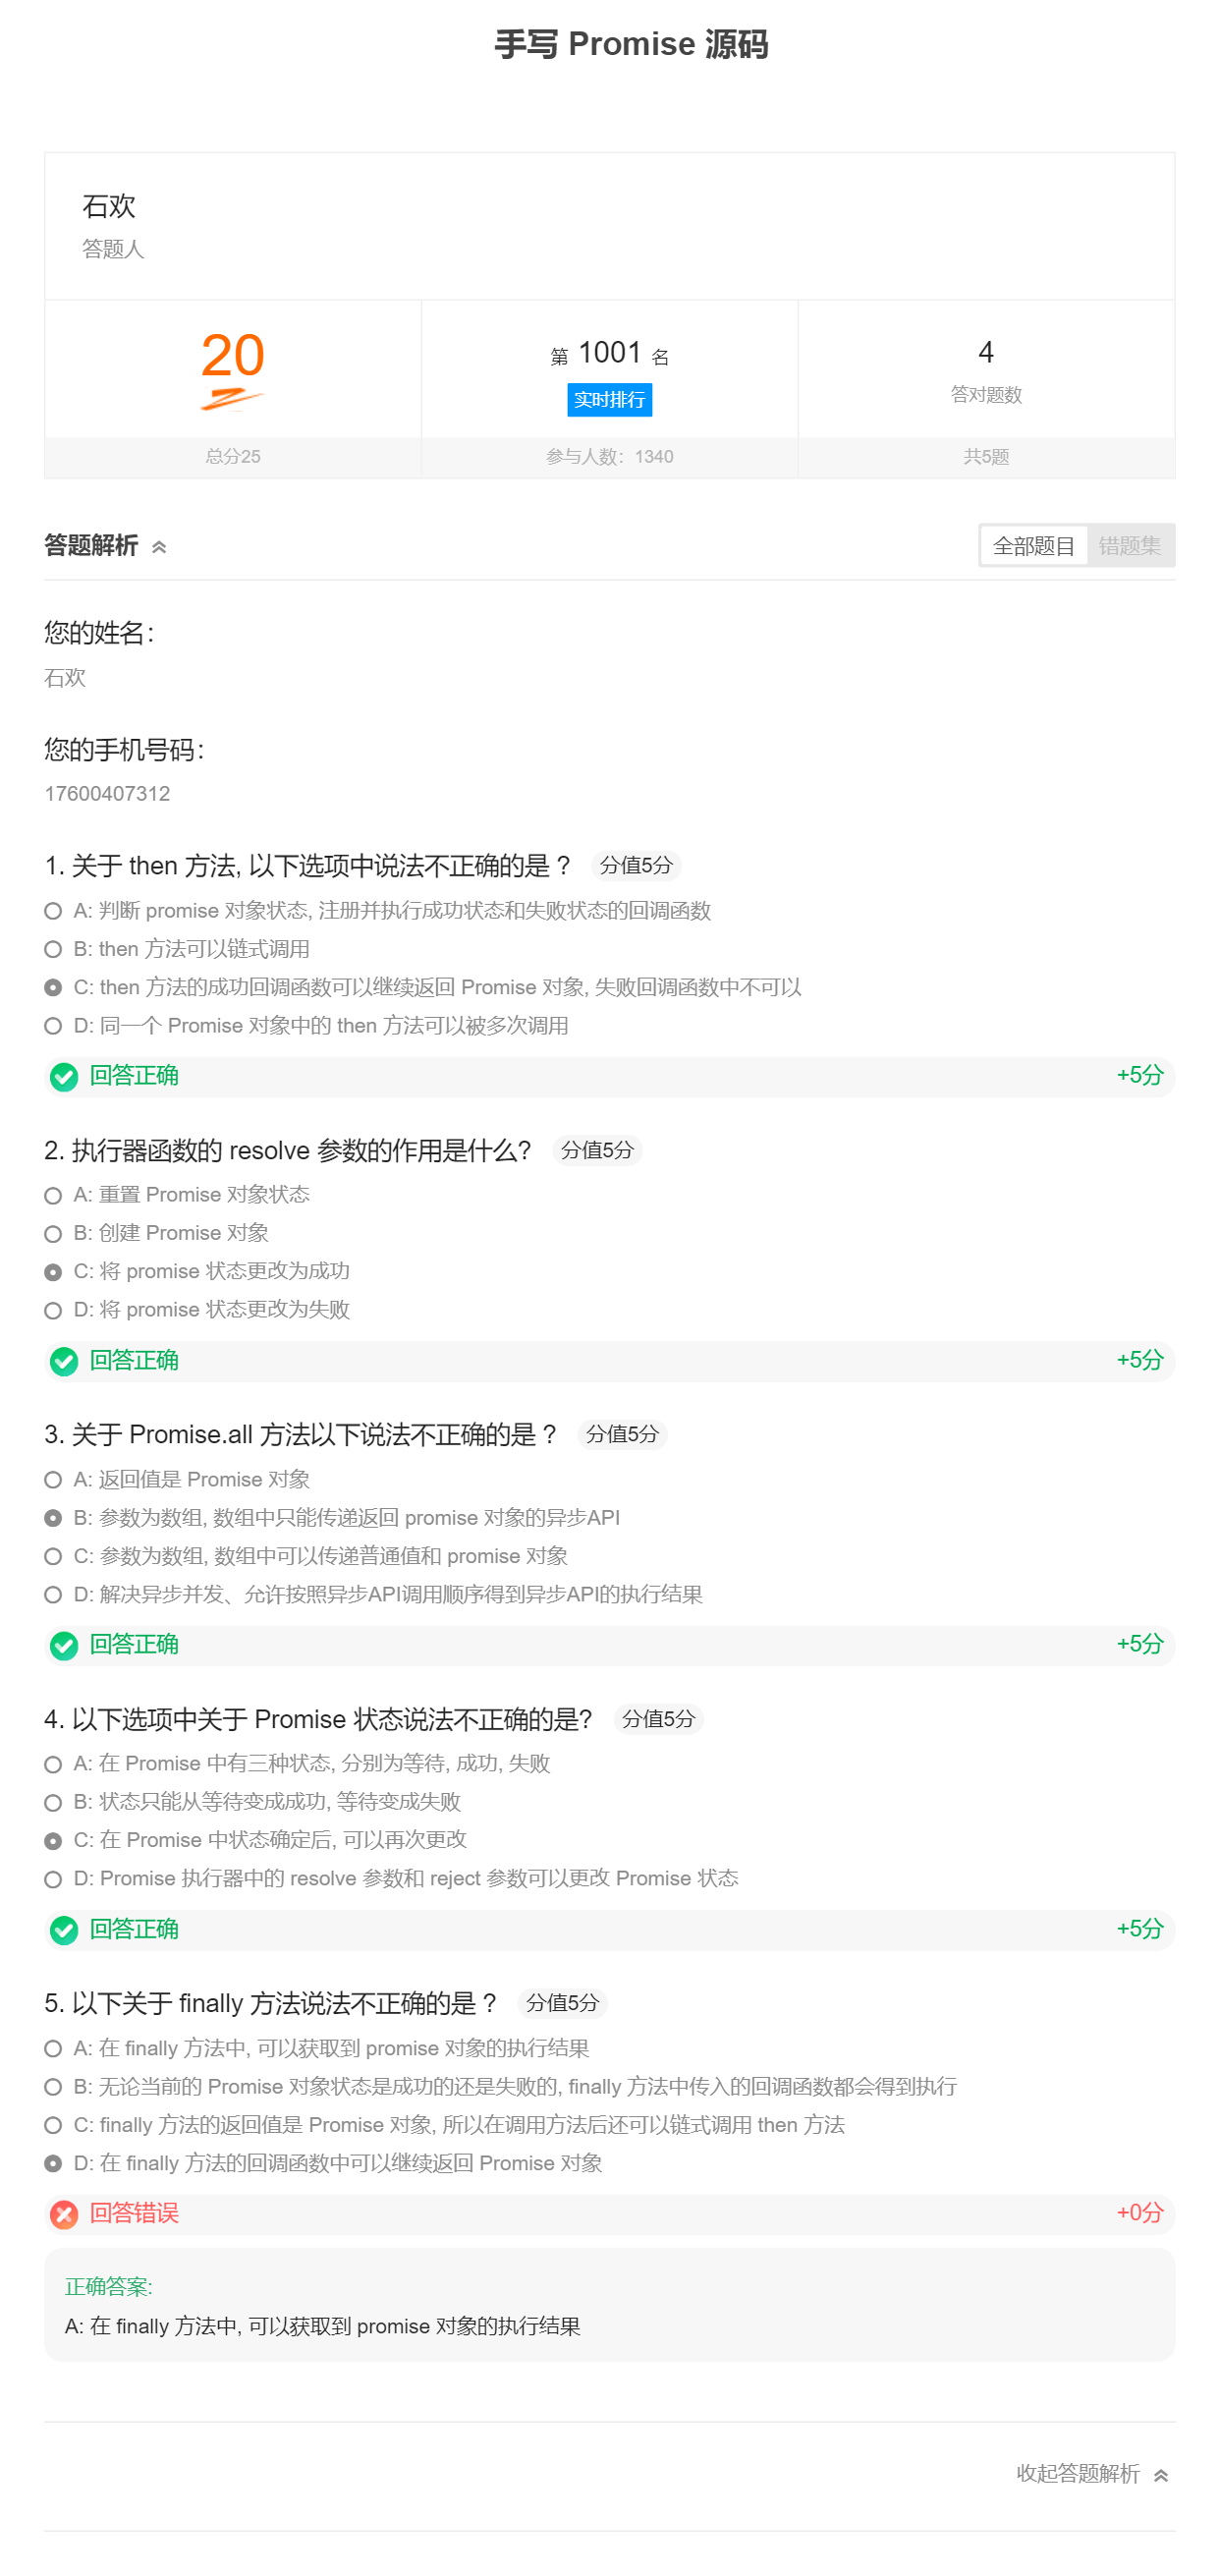 手写 Promise 源码
石欢
答题人
20
第 1001 名
4
实时排行
答对题数
总分25
参与人数：1340
共5题
答题解析
全部题目 错题集
您的姓名：
石欢
您的手机号码：
17600407312
1. 关于 then 方法, 以下选项中说法不正确的是 ? 分值5分
A: 判断 promise 对象状态, 注册并执行成功状态和失败状态的回调函数
B: then 方法可以链式调用
C: then 方法的成功回调函数可以继续返回 Promise 对象, 失败回调函数中不可以
D: 同一个 Promise 对象中的 then 方法可以被多次调用
回答正确 +5分
2. 执行器函数的 resolve 参数的作用是什么? 分值5分
A: 重置 Promise 对象状态
B: 创建 Promise 对象
C: 将 promise 状态更改为成功
D: 将 promise 状态更改为失败
回答正确 +5分
3. 关于 Promise.all 方法以下说法不正确的是 ? 分值5分
A: 返回值是 Promise 对象
B: 参数为数组, 数组中只能传递返回 promise 对象的异步API
C: 参数为数组, 数组中可以传递普通值和 promise 对象
D: 解决异步并发、允许按照异步API调用顺序得到异步API的执行结果
回答正确 +5分
4. 以下选项中关于 Promise 状态说法不正确的是? 分值5分
A: 在 Promise 中有三种状态, 分别为等待, 成功, 失败
B: 状态只能从等待变成成功, 等待变成失败
C: 在 Promise 中状态确定后, 可以再次更改
D: Promise 执行器中的 resolve 参数和 reject 参数可以更改 Promise 状态
回答正确 +5分
5. 以下关于 finally 方法说法不正确的是 ? 分值5分
A: 在 finally 方法中, 可以获取到 promise 对象的执行结果
B: 无论当前的 Promise 对象状态是成功的还是失败的, finally 方法中传入的回调函数都会得到执行
C: finally 方法的返回值是 Promise 对象, 所以在调用方法后还可以链式调用 then 方法
D: 在 finally 方法的回调函数中可以继续返回 Promise 对象
回答错误 +0分
正确答案:
A: 在 finally 方法中, 可以获取到 promise 对象的执行结果
收起答题解析